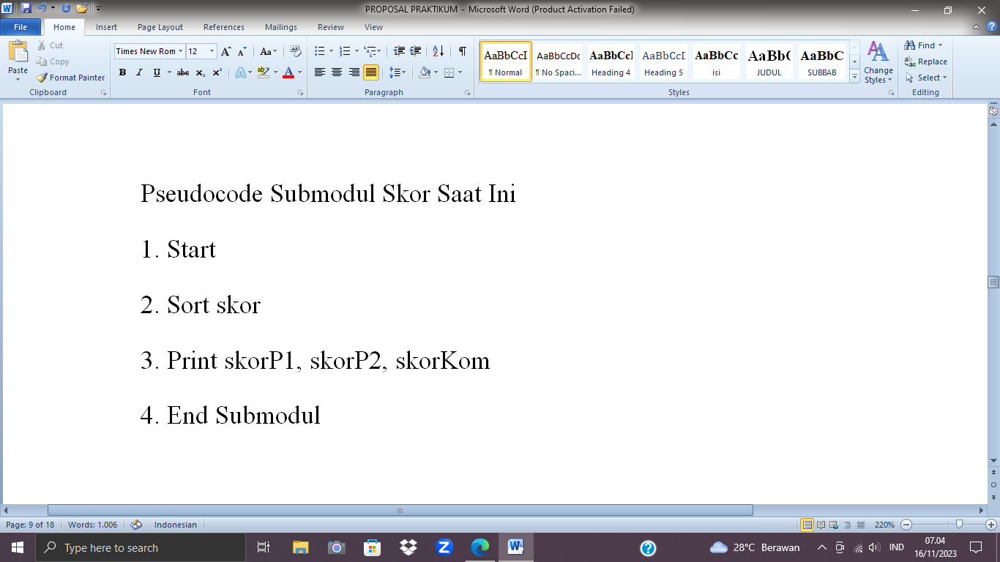 PROPOSAL PRAKTIKUM - Microsoft Word (Product Activation Failed)
File Home Insert Page Layout References Mailings Review View
Paste
Cut
Copy
Format Painter
Clipboard
Times New Rom 12
Font
Paragraph
AaBbCcI AaBbCcDc AaBbCcI AaBbCcI AaBbCc AaBb( AaBbC
¶ Normal ¶ No Spaci... Heading 4 Heading 5 isi JUDUL SUBBAB
Styles
Change Styles
Find
Replace
Select
Editing
Pseudocode Submodul Skor Saat Ini
1. Start
2. Sort skor
3. Print skorP1, skorP2, skorKom
4. End Submodul
Page: 9 of 18 Words: 1.006 Indonesian 220%
Type here to search 28°C Berawan IND 07.04
16/11/2023